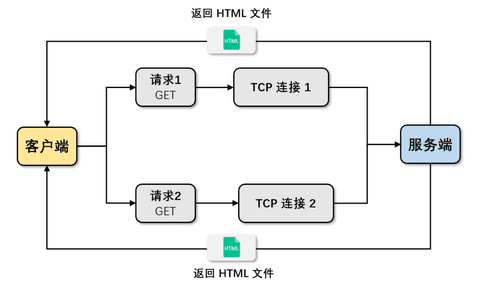 返回 HTML 文件
HTML
请求1
GET
TCP 连接 1
客户端
服务端
请求2
GET
TCP 连接 2
HTML
返回 HTML 文件